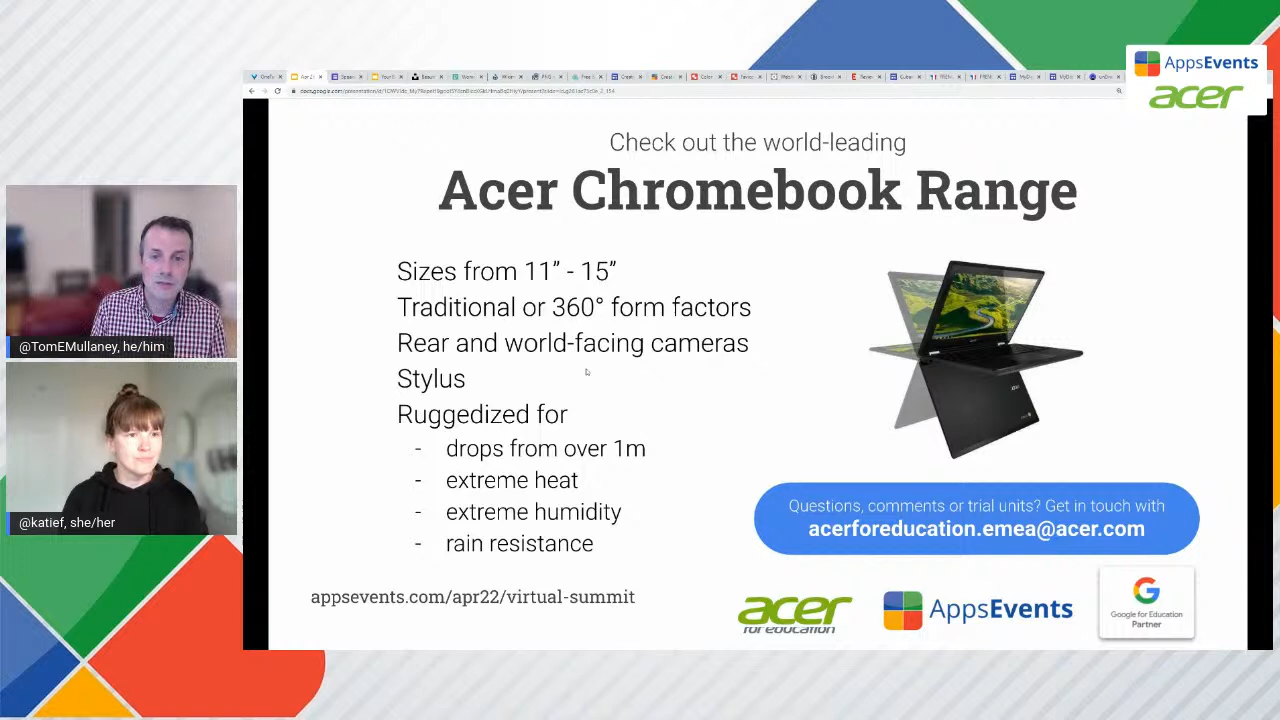 AppsEvents
acer
Check out the world-leading
Acer Chromebook Range
Sizes from 11” - 15”
Traditional or 360° form factors
Rear and world-facing cameras
Stylus
Ruggedized for
- drops from over 1m
- extreme heat
- extreme humidity
- rain resistance
Questions, comments or trial units? Get in touch with
acerforeducation.emea@acer.com
appsevents.com/apr22/virtual-summit
acer
for education
AppsEvents
Google for Education
Partner
@TomEMullaney, he/him
@katief, she/her